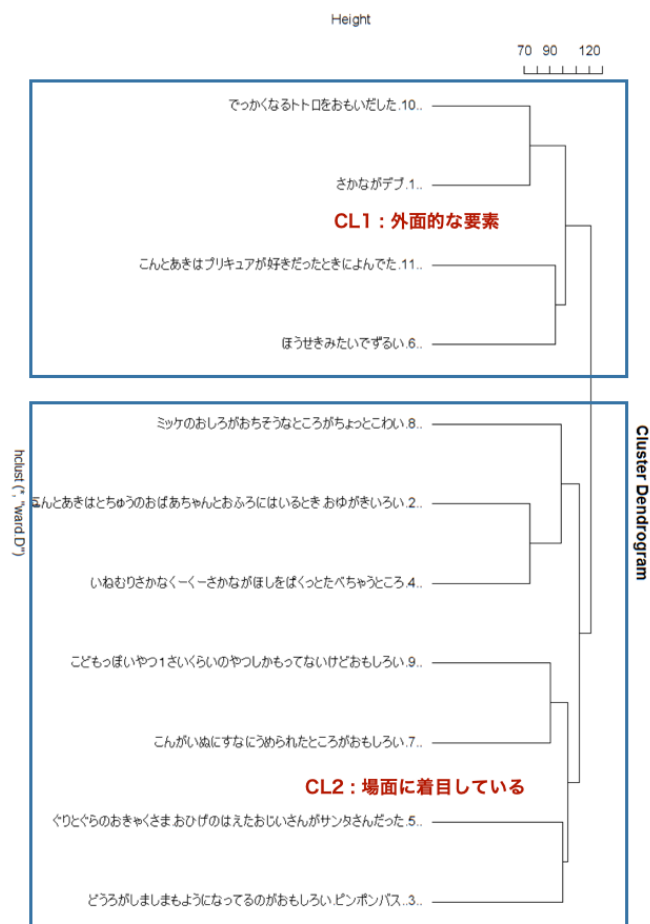 Height
70 90 120
でっかくなるトトロをおもいだした.10..
さかながデブ.1..
CL1：外面的な要素
こんとあきはプリキュアが好きだったときによんでた.11..
ほうせきみたいでずるい.6..
ミッケのおしろがおちそうなところがちょっとこわい.8..
Cluster Dendrogram
hclust (*, "ward.D")
こんとあきはとちゅうのおばあちゃんとおふろにはいるとき おゆがきいろい.2..
いねむりさかなくーくーさかながほしをぱくっとたべちゃうところ.4..
こどもっぽいやつ１さいくらいのやつしかもってないけどおもしろい.9..
こんがいぬにすなにうめられたところがおもしろい.7..
CL2：場面に着目している
ぐりとぐらのおきゃくさま おひげのはえたおじいさんがサンタさんだった.5..
どうろがしましまもようになってるのがおもしろい.ピンポンバス..3..